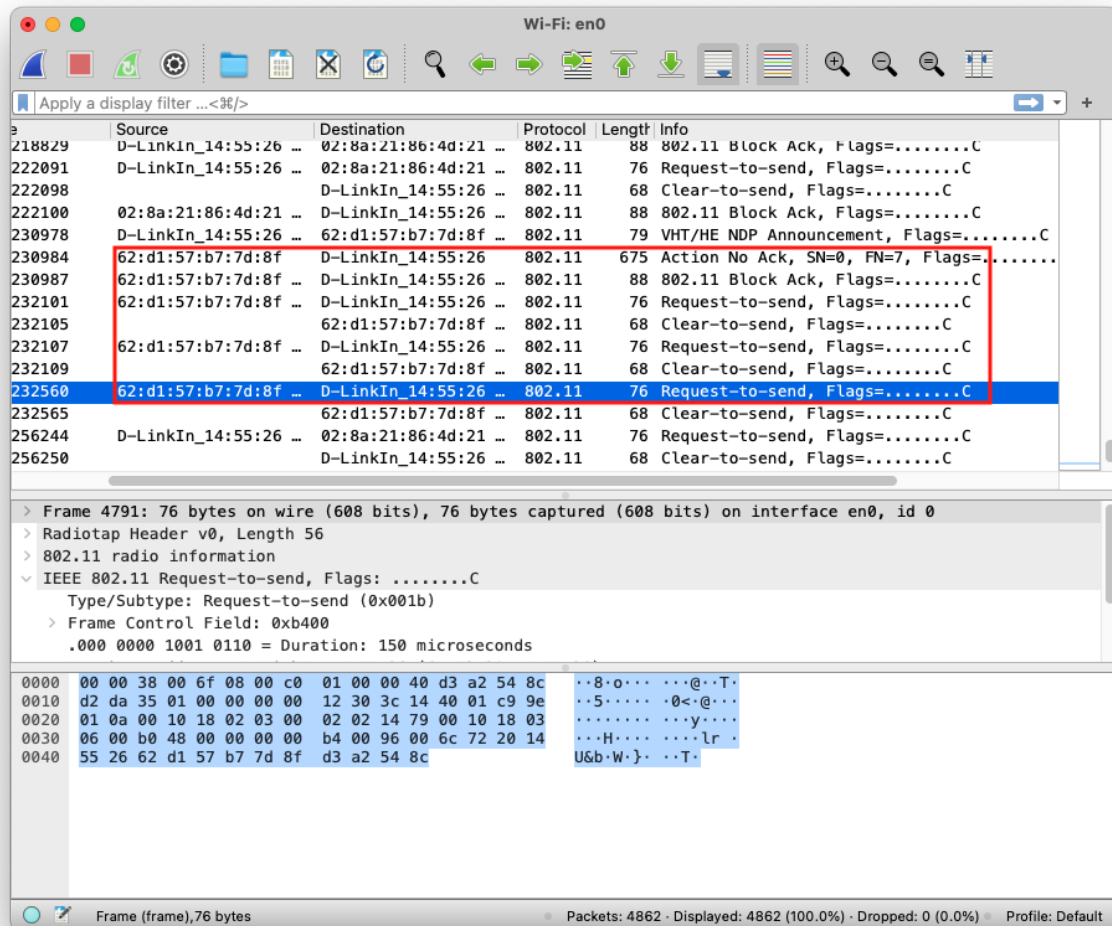 Wi-Fi: en0
Apply a display filter ...<⌘/>
+
e Source Destination Protocol Length Info
218829 D-LinkIn_14:55:26 … 02:8a:21:86:4d:21 … 802.11 88 802.11 Block Ack, Flags=........C
222091 D-LinkIn_14:55:26 … 02:8a:21:86:4d:21 … 802.11 76 Request-to-send, Flags=........C
222098 D-LinkIn_14:55:26 … 802.11 68 Clear-to-send, Flags=........C
222100 02:8a:21:86:4d:21 … D-LinkIn_14:55:26 … 802.11 88 802.11 Block Ack, Flags=........C
230978 D-LinkIn_14:55:26 … 62:d1:57:b7:7d:8f … 802.11 79 VHT/HE NDP Announcement, Flags=........C
230984 62:d1:57:b7:7d:8f D-LinkIn_14:55:26 802.11 675 Action No Ack, SN=0, FN=7, Flags=........
230987 62:d1:57:b7:7d:8f … D-LinkIn_14:55:26 … 802.11 88 802.11 Block Ack, Flags=........C
232101 62:d1:57:b7:7d:8f … D-LinkIn_14:55:26 … 802.11 76 Request-to-send, Flags=........C
232105 62:d1:57:b7:7d:8f … 802.11 68 Clear-to-send, Flags=........C
232107 62:d1:57:b7:7d:8f … D-LinkIn_14:55:26 … 802.11 76 Request-to-send, Flags=........C
232109 62:d1:57:b7:7d:8f … 802.11 68 Clear-to-send, Flags=........C
232560 62:d1:57:b7:7d:8f … D-LinkIn_14:55:26 … 802.11 76 Request-to-send, Flags=........C
232565 62:d1:57:b7:7d:8f … 802.11 68 Clear-to-send, Flags=........C
256244 D-LinkIn_14:55:26 … 02:8a:21:86:4d:21 … 802.11 76 Request-to-send, Flags=........C
256250 D-LinkIn_14:55:26 … 802.11 68 Clear-to-send, Flags=........C
Frame 4791: 76 bytes on wire (608 bits), 76 bytes captured (608 bits) on interface en0, id 0
Radiotap Header v0, Length 56
802.11 radio information
IEEE 802.11 Request-to-send, Flags: ........C
Type/Subtype: Request-to-send (0x001b)
Frame Control Field: 0xb400
.000 0000 1001 0110 = Duration: 150 microseconds
0000 00 00 38 00 6f 08 00 c0 01 00 00 40 d3 a2 54 8c ··8·o··· ···@··T·
0010 d2 da 35 01 00 00 00 00 12 30 3c 14 40 01 c9 9e ··5····· ·0<·@···
0020 01 0a 00 10 18 02 03 00 02 02 14 79 00 10 18 03 ········ ···y····
0030 06 00 b0 48 00 00 00 00 b4 00 96 00 6c 72 20 14 ···H···· ····lr ·
0040 55 26 62 d1 57 b7 7d 8f d3 a2 54 8c U&b·W·}· ··T·
Frame (frame),76 bytes Packets: 4862 · Displayed: 4862 (100.0%) · Dropped: 0 (0.0%) Profile: Default